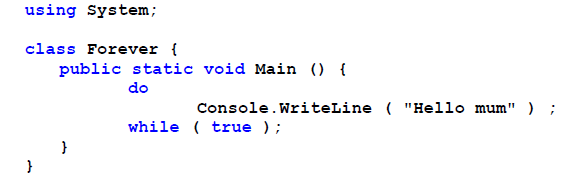 using System;
class Forever {
public static void Main () {
do
Console.WriteLine ( "Hello mum" ) ;
while ( true );
}
}